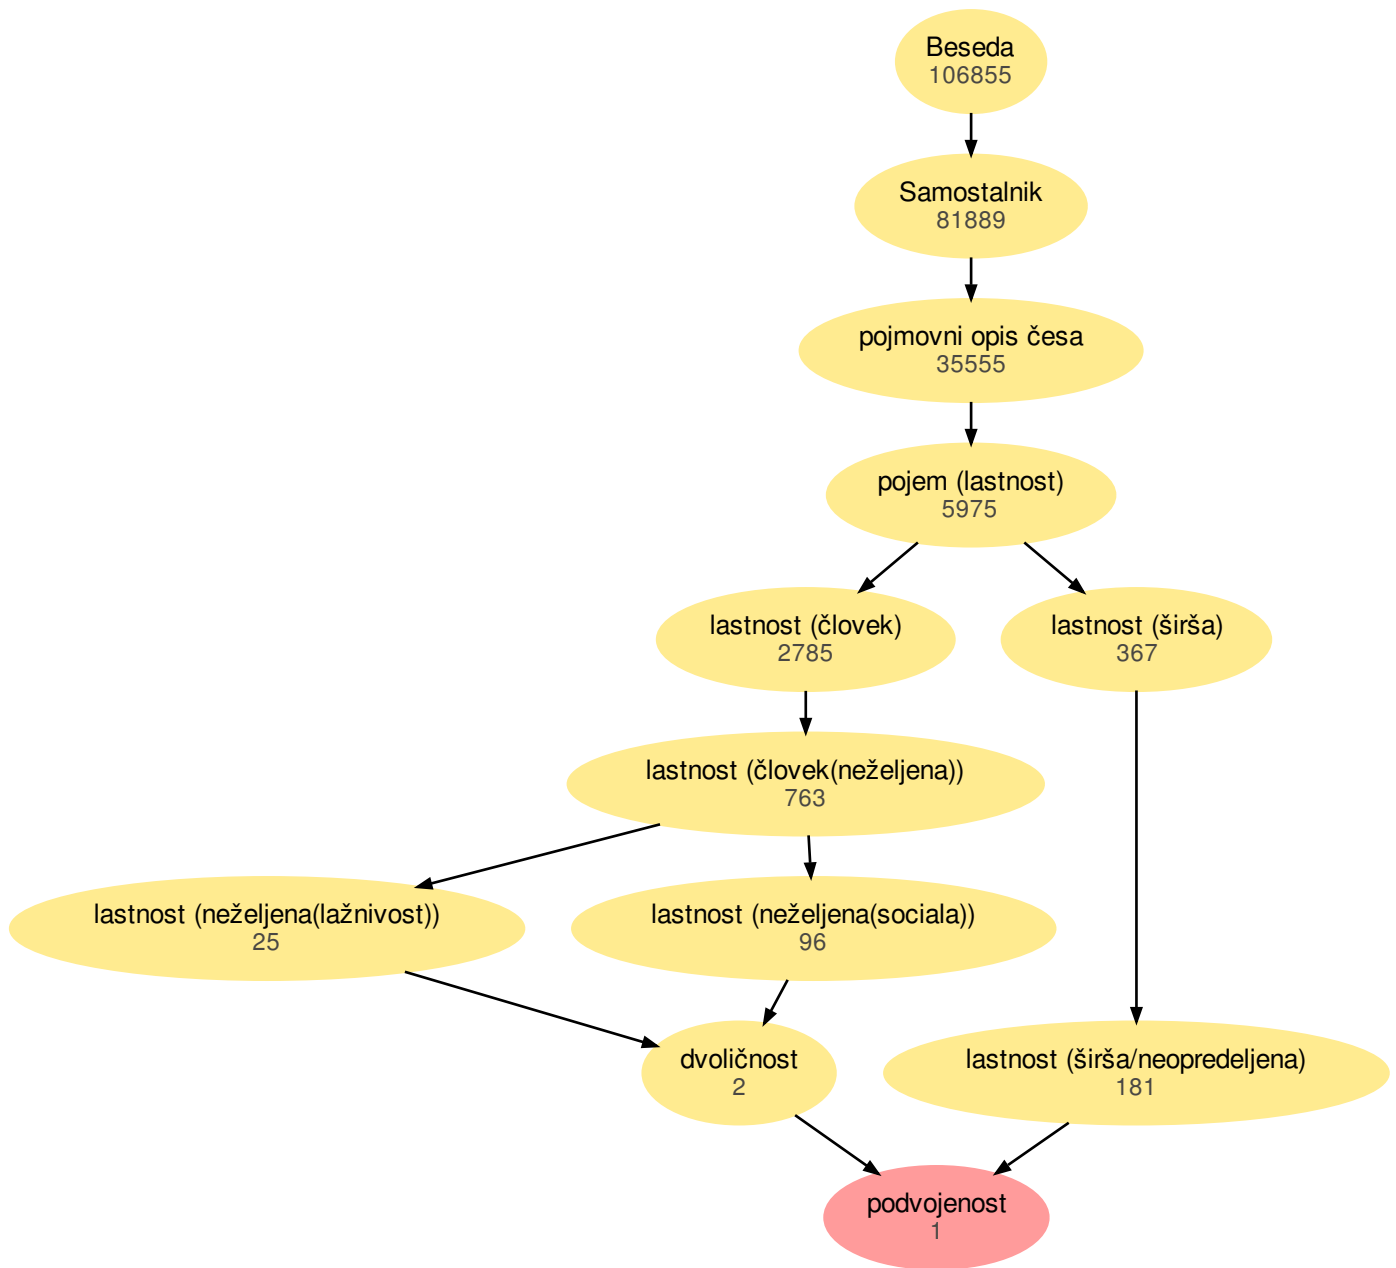 Beseda
106855
Samostalnik
81889
pojmovni opis česa
35555
pojem (lastnost)
5975
lastnost (človek)
2785
lastnost (širša)
367
lastnost (človek(neželjena))
763
lastnost (neželjena(lažnivost))
25
lastnost (neželjena(sociala))
96
dvoličnost
2
lastnost (širša/neopredeljena)
181
podvojenost
1